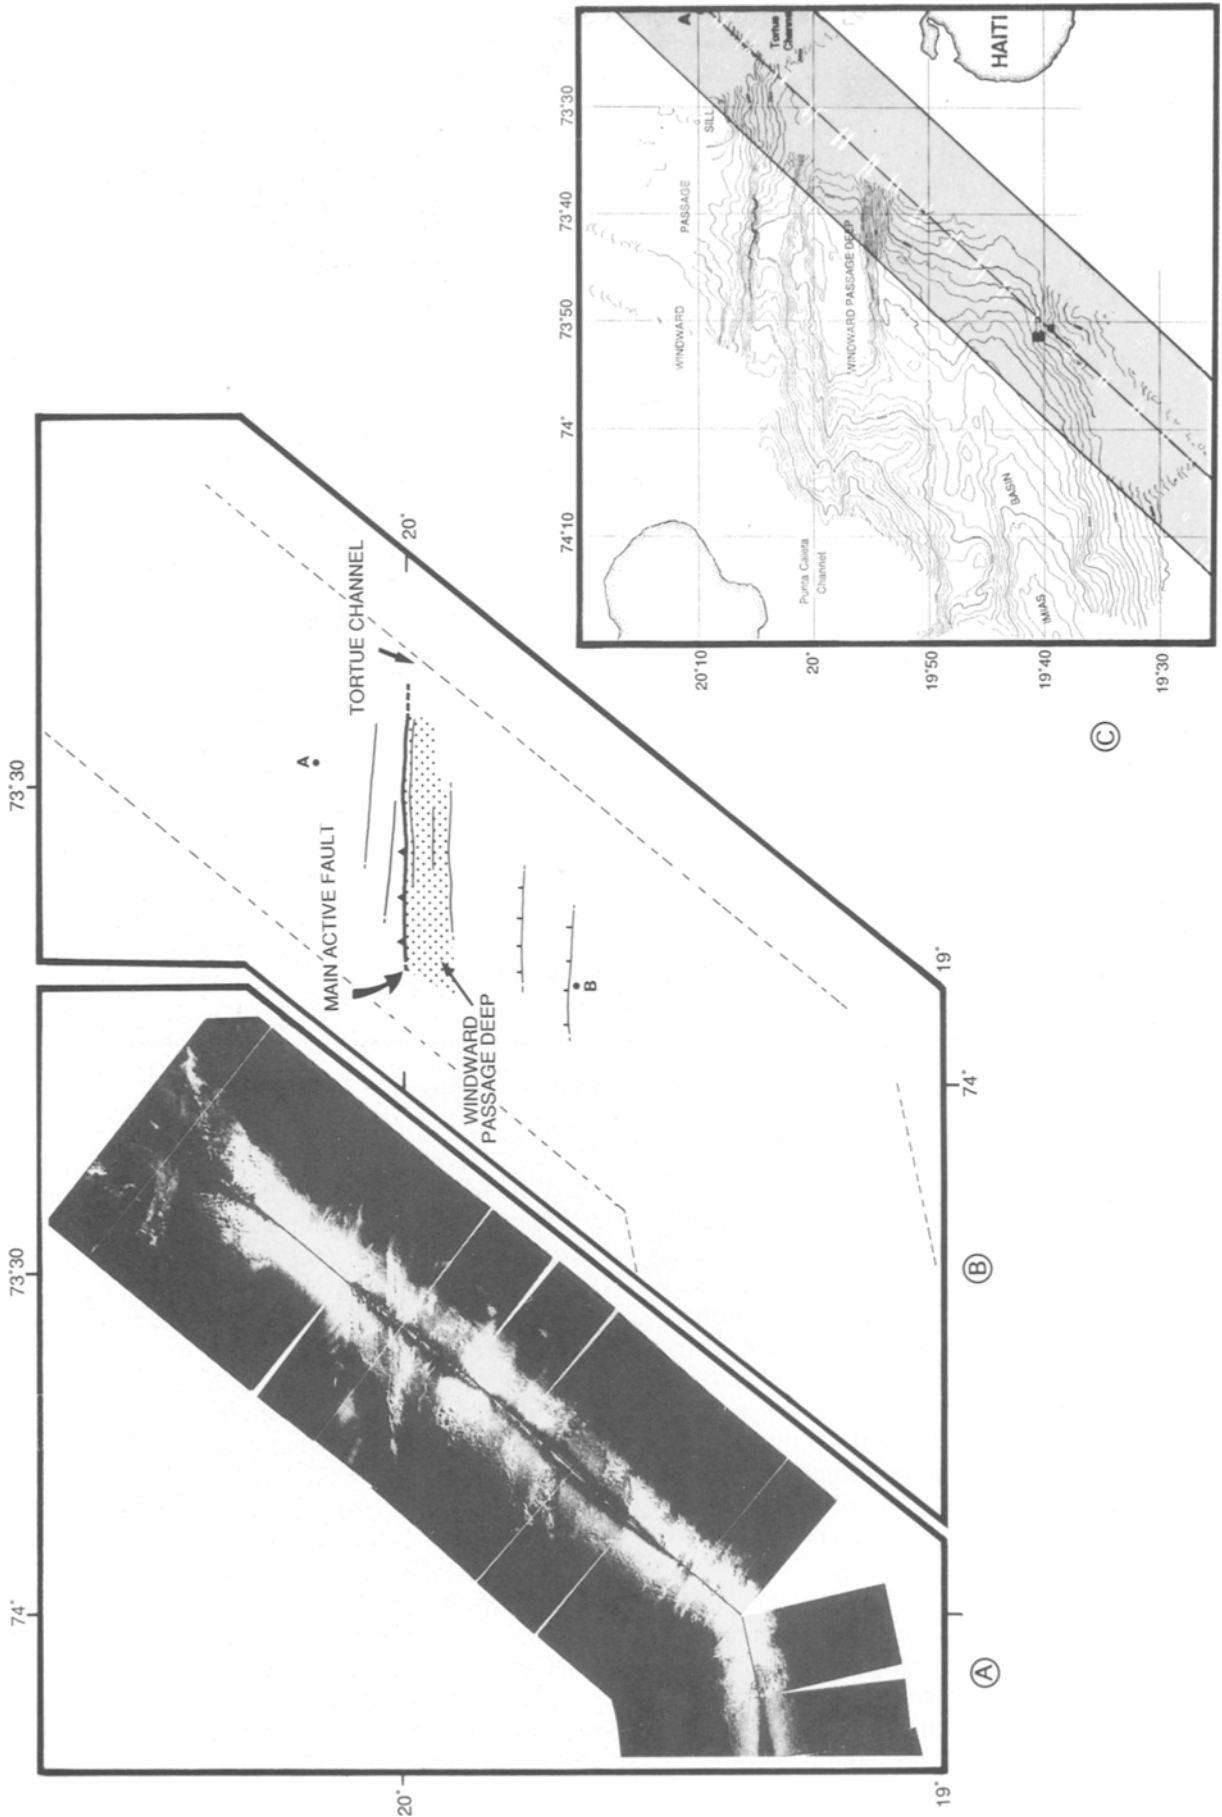 73°30
74°
20°
19°
Ⓐ
73°30
20°
TORTUE CHANNEL
A
MAIN ACTIVE FAULT
WINDWARD
PASSAGE DEEP
B
19°
74°
Ⓑ
73°30
73°40
73°50
74°
74°10
20°10
20°
19°50
19°40
19°30
A
Tortue
Channel
HAITI
SILL
PASSAGE
WINDWARD
WINDWARD PASSAGE DEEP
BASIN
IMIAS
Punta Caleta
Channel
Ⓒ